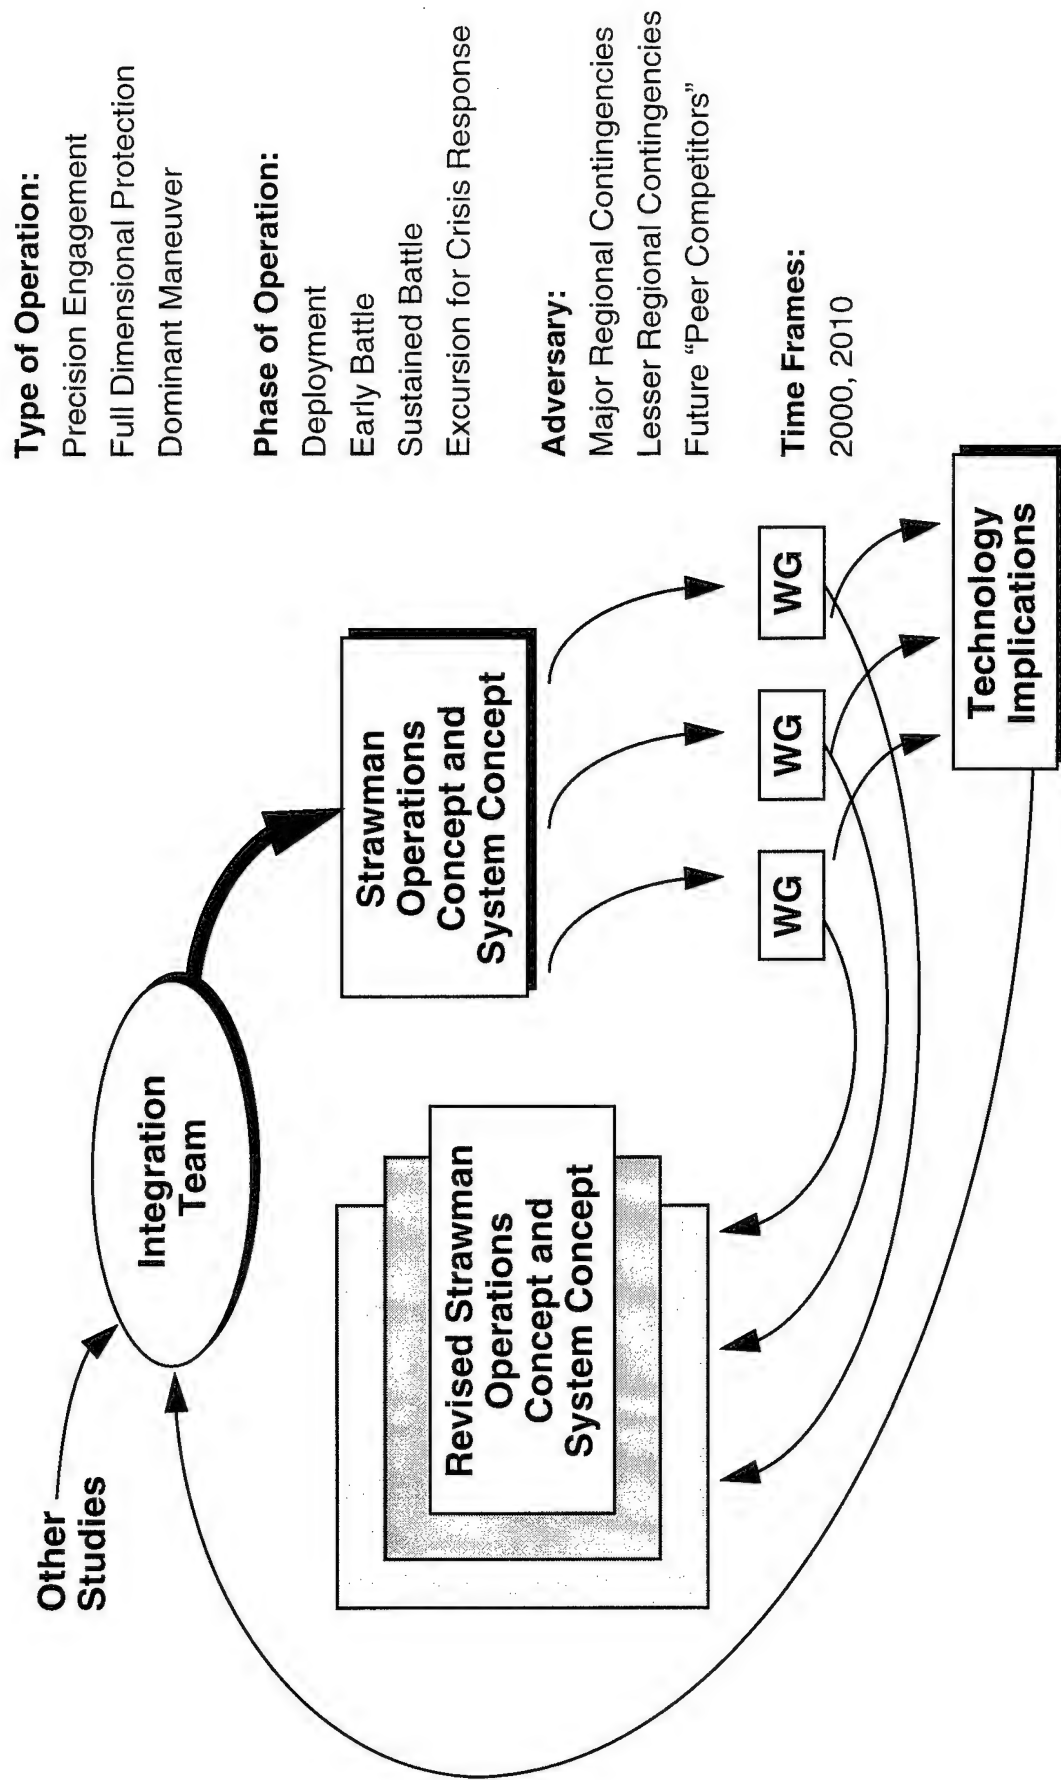 Other
Studies
Integration
Team
Strawman
Operations
Concept and
System Concept
Revised Strawman
Operations
Concept and
System Concept
WG
WG
WG
Technology
Implications
Type of Operation:
Precision Engagement
Full Dimensional Protection
Dominant Maneuver
Phase of Operation:
Deployment
Early Battle
Sustained Battle
Excursion for Crisis Response
Adversary:
Major Regional Contingencies
Lesser Regional Contingencies
Future “Peer Competitors”
Time Frames:
2000, 2010